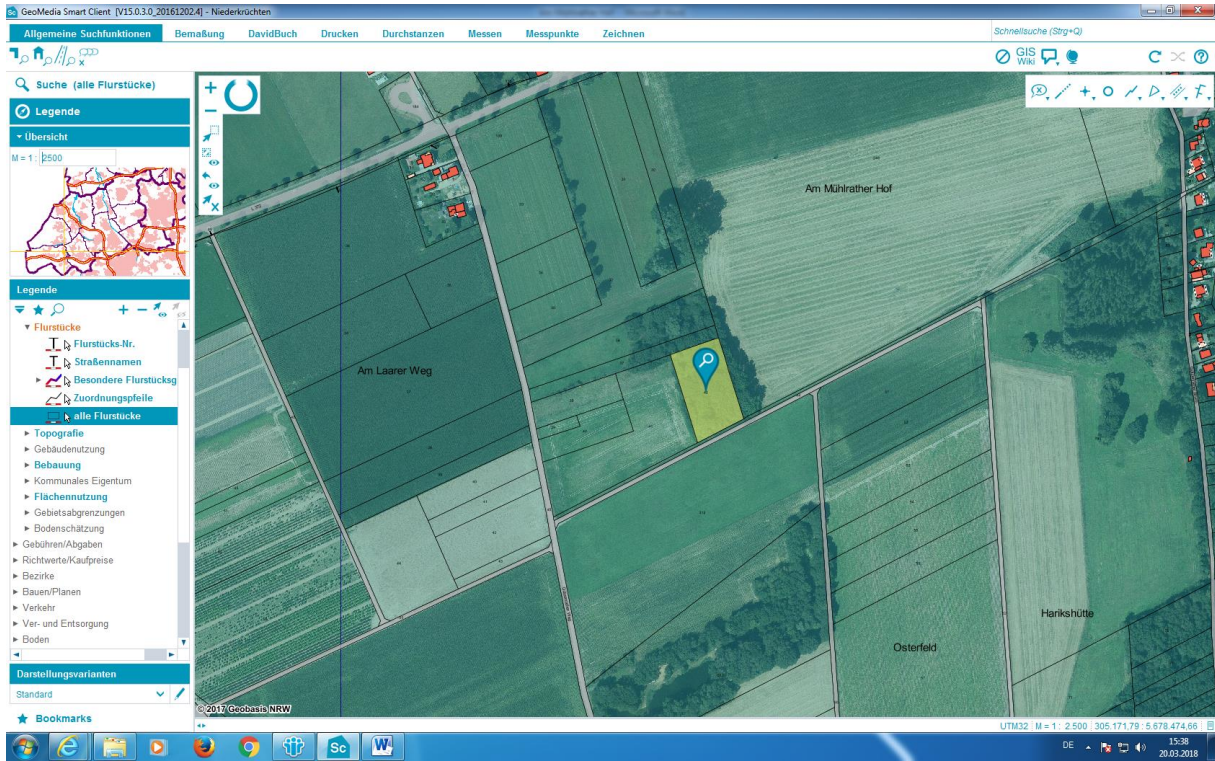 GeoMedia Smart Client [V15.0.3.0_20161202.4] - Niederkrüchten
Allgemeine Suchfunktionen Bemaßung DavidBuch Drucken Durchstanzen Messen Messpunkte Zeichnen
Schnellsuche (Strg+Q)
GIS
Wiki
Suche (alle Flurstücke)
Legende
Übersicht
M = 1 : 2500
Legende
Flurstücke
Flurstücks-Nr.
Straßennamen
Besondere Flurstücksg
Zuordnungspfeile
alle Flurstücke
Topografie
Gebäudenutzung
Bebauung
Kommunales Eigentum
Flächennutzung
Gebietsabgrenzungen
Bodenschätzung
Gebühren/Abgaben
Richtwerte/Kaufpreise
Bezirke
Bauen/Planen
Verkehr
Ver- und Entsorgung
Boden
Darstellungsvarianten
Standard
Bookmarks
Am Mühlrather Hof
Am Laarer Weg
Harikshütte
Osterfeld
© 2017 Geobasis NRW
UTM32 M = 1 : 2.500 305.171,79 : 5.678.474,66
Sc
DE
15:38
20.03.2018